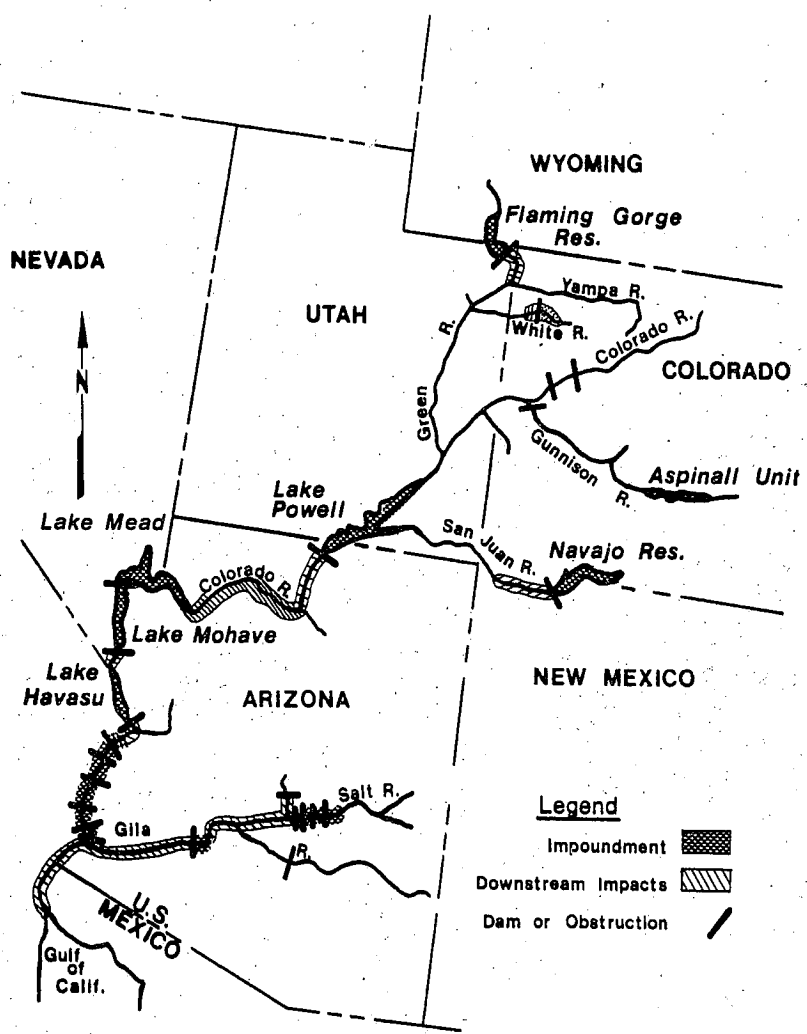 WYOMING
Flaming Gorge
Res.
NEVADA
UTAH
Yampa R.
White R.
Colorado R.
COLORADO
N
Green
R.
Gunnison
R.
Aspinall Unit
Lake
Powell
Lake Mead
San Juan R.
Navajo Res.
Colorado R.
Lake Mohave
Lake
Havasu
ARIZONA
NEW MEXICO
Salt R.
Gila
R.
Legend
Impoundment
Downstream Impacts
Dam or Obstruction
U.S.
MEXICO
Gulf
of
Calif.